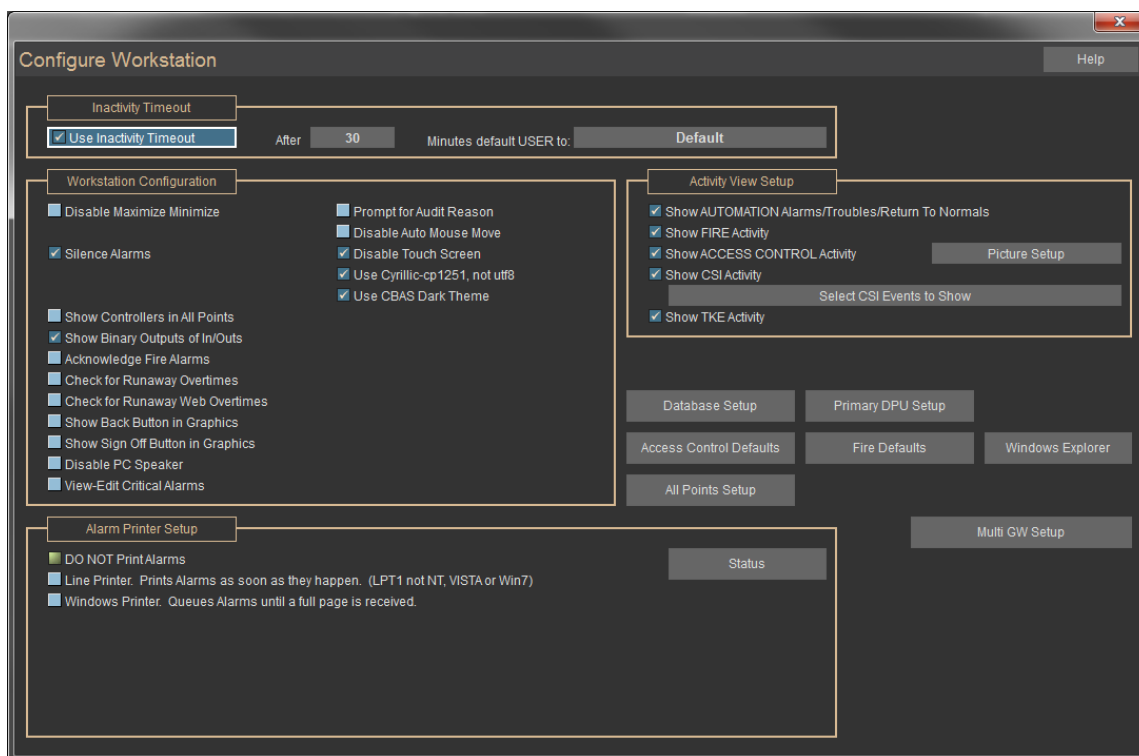 x
Configure Workstation
Help
Inactivity Timeout
Use Inactivity Timeout
After
30
Minutes default USER to:
Default
Workstation Configuration
Disable Maximize Minimize
Silence Alarms
Show Controllers in All Points
Show Binary Outputs of In/Outs
Acknowledge Fire Alarms
Check for Runaway Overtimes
Check for Runaway Web Overtimes
Show Back Button in Graphics
Show Sign Off Button in Graphics
Disable PC Speaker
View-Edit Critical Alarms
Prompt for Audit Reason
Disable Auto Mouse Move
Disable Touch Screen
Use Cyrillic-cp1251, not utf8
Use CBAS Dark Theme
Activity View Setup
Show AUTOMATION Alarms/Troubles/Return To Normals
Show FIRE Activity
Show ACCESS CONTROL Activity
Picture Setup
Show CSI Activity
Select CSI Events to Show
Show TKE Activity
Database Setup
Primary DPU Setup
Access Control Defaults
Fire Defaults
Windows Explorer
All Points Setup
Multi GW Setup
Alarm Printer Setup
DO NOT Print Alarms
Line Printer.  Prints Alarms as soon as they happen.  (LPT1 not NT, VISTA or Win7)
Windows Printer.  Queues Alarms until a full page is received.
Status